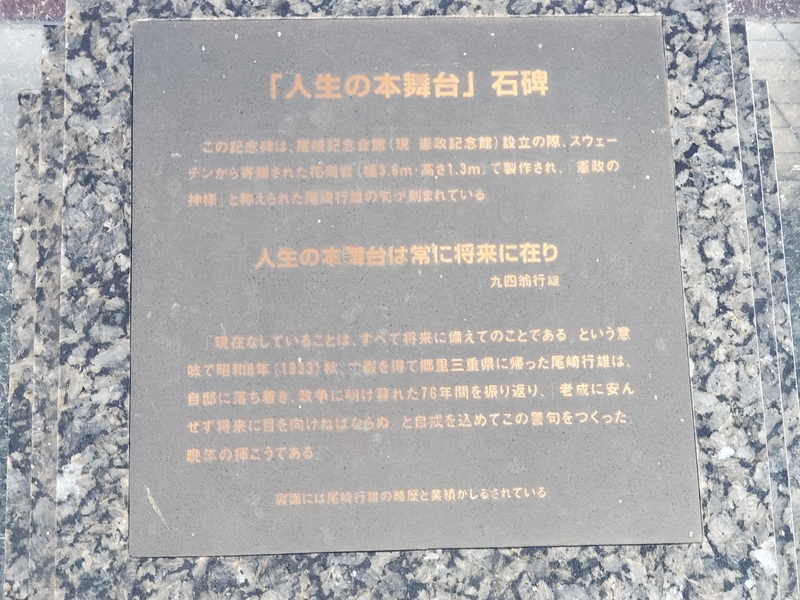 「人生の本舞台」石碑
この記念碑は、尾崎記念会館（現 憲政記念館）設立の際、スウェー
デンから寄贈された花崗岩（幅3.6m・高さ1.3m）で製作され、「憲政の
神様」と称えられた尾崎行雄の句が刻まれている
人生の本舞台は常に将来に在り
九四翁行雄
「現在なしていることは、すべて将来に備えてのことである」という意
味で昭和8年（1933）秋、一暇を得て郷里三重県に帰った尾崎行雄は、
自邸に落ち着き、政争に明け暮れた76年間を振り返り、「老成に安ん
せず将来に目を向けねばならぬ」と自戒を込めてこの警句をつくった
晩年の揮こうである
裏面には尾崎行雄の略歴と業績がしるされている